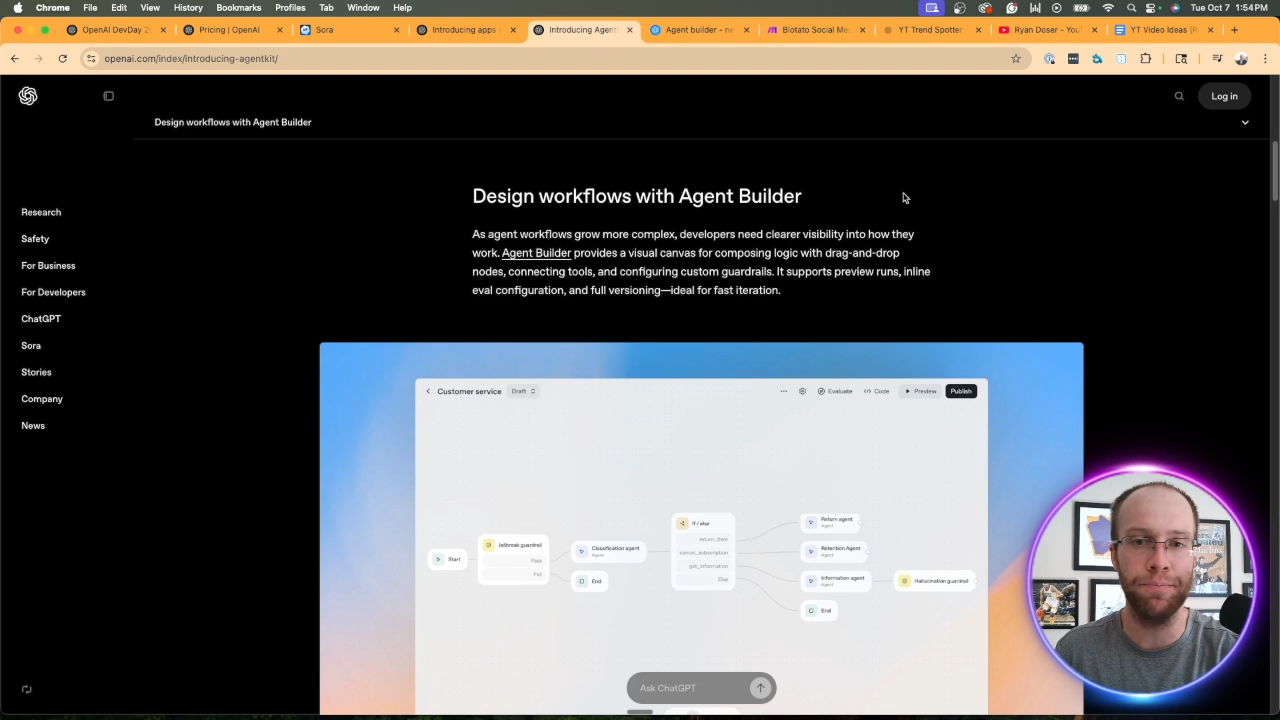 Chrome File Edit View History Bookmarks Profiles Tab Window Help
Tue Oct 7 1:54PM
OpenAI DevDay 2
Pricing | OpenAI
Sora
Introducing apps
Introducing Agent
Agent builder - ne
Blotato Social Me
YT Trend Spotter
Ryan Doser - YouT
YT Video Ideas (R
openai.com/index/introducing-agentkit/
Log in
Design workflows with Agent Builder
Research
Safety
For Business
For Developers
ChatGPT
Sora
Stories
Company
News
Design workflows with Agent Builder
As agent workflows grow more complex, developers need clearer visibility into how they
work. Agent Builder provides a visual canvas for composing logic with drag-and-drop
nodes, connecting tools, and configuring custom guardrails. It supports preview runs, inline
eval configuration, and full versioning—ideal for fast iteration.
Customer service Draft
Evaluate Code Preview Publish
Start
Jailbreak guardrail
Pass
Fail
Classification agent
Agent
End
If / else
return_item
cancel_subscription
get_information
Else
Return agent
Agent
Retention Agent
Agent
Information agent
Agent
End
Hallucination guardrail
Ask ChatGPT